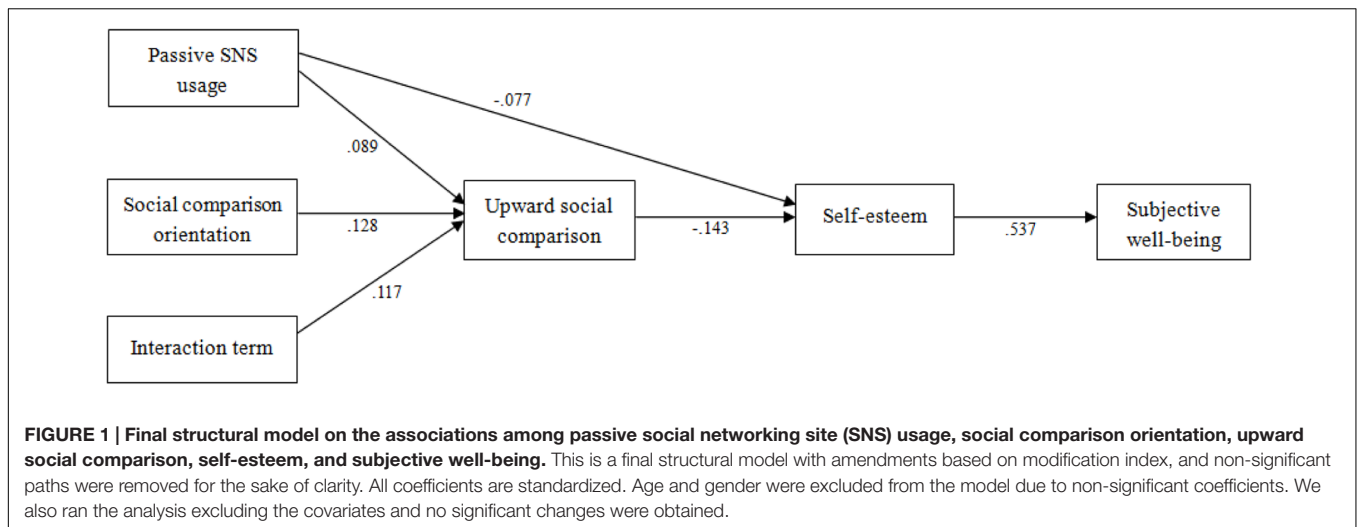 Passive SNS
usage
-.077
.089
Social comparison
orientation
.128
Upward social
comparison
-.143
Self-esteem
.537
Subjective
well-being
.117
Interaction term
FIGURE 1 | Final structural model on the associations among passive social networking site (SNS) usage, social comparison orientation, upward
social comparison, self-esteem, and subjective well-being. This is a final structural model with amendments based on modification index, and non-significant
paths were removed for the sake of clarity. All coefficients are standardized. Age and gender were excluded from the model due to non-significant coefficients. We
also ran the analysis excluding the covariates and no significant changes were obtained.